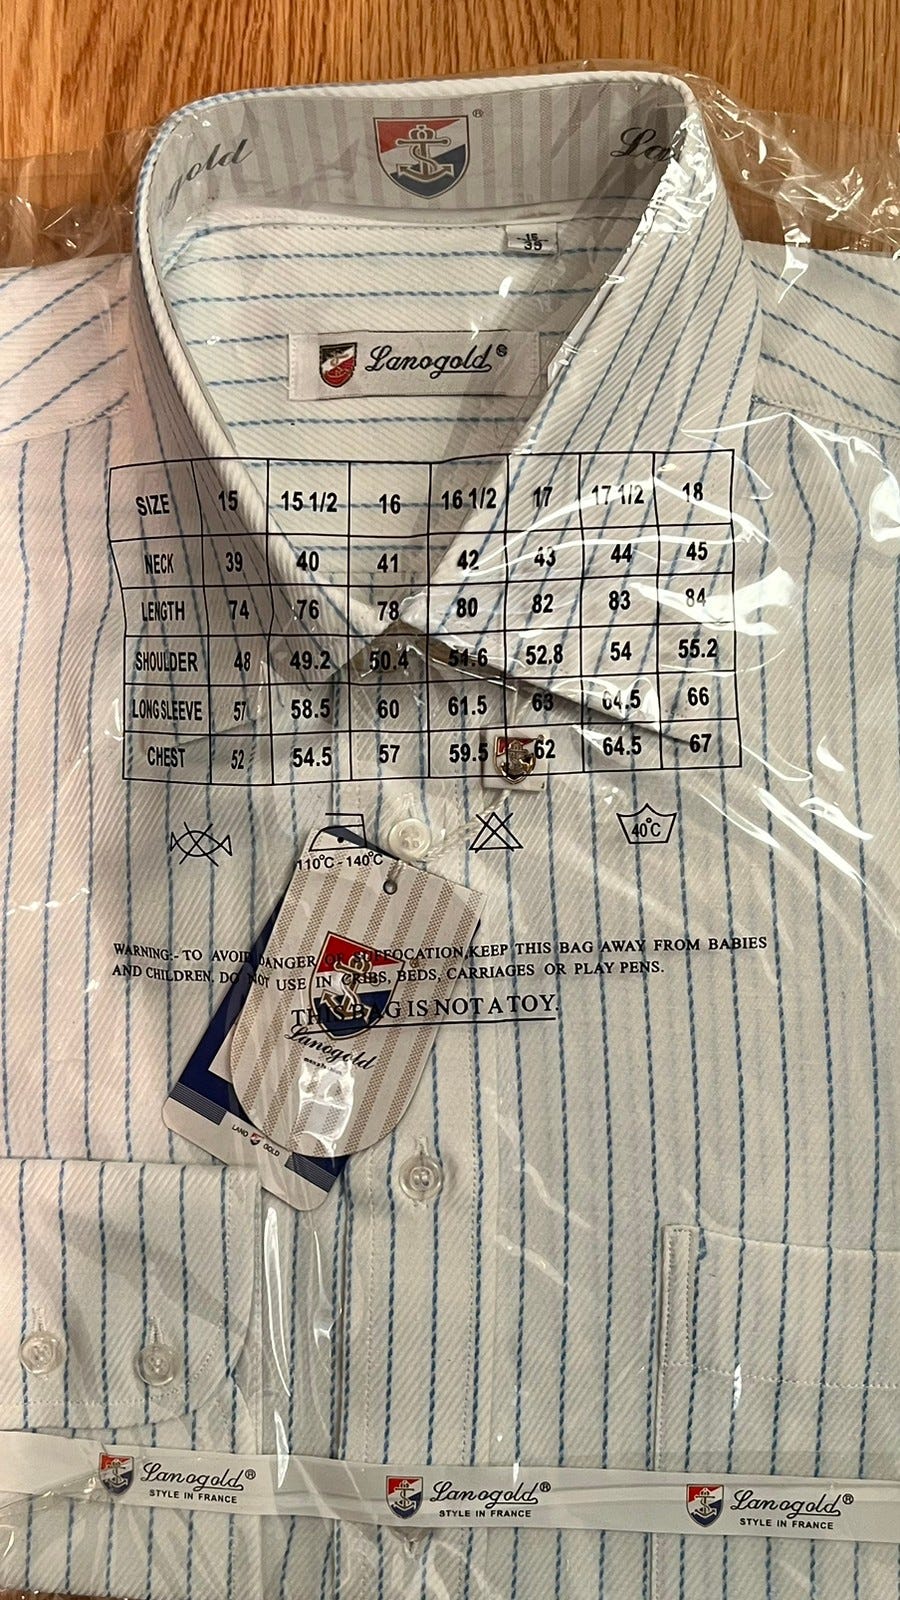 gold
®
La
15
39
Lanogold®
SIZE 15 15 1/2 16 16 1/2 17 17 1/2 18
NECK 39 40 41 42 43 44 45
LENGTH 74 76 78 80 82 83 84
SHOULDER 48 49.2 50.4 51.6 52.8 54 55.2
LONG SLEEVE 57 58.5 60 61.5 63 64.5 66
CHEST 52 54.5 57 59.5 62 64.5 67
110°C - 140°C
40°C
WARNING:- TO AVOID DANGER OF SUFFOCATION,KEEP THIS BAG AWAY FROM BABIES
AND CHILDREN, DO NOT USE IN CRIBS, BEDS, CARRIAGES OR PLAY PENS.
THIS BAG IS NOT A TOY.
Lanogold
LANO GOLD
Lanogold® Lanogold® Lanogold®
STYLE IN FRANCE STYLE IN FRANCE STYLE IN FRANCE